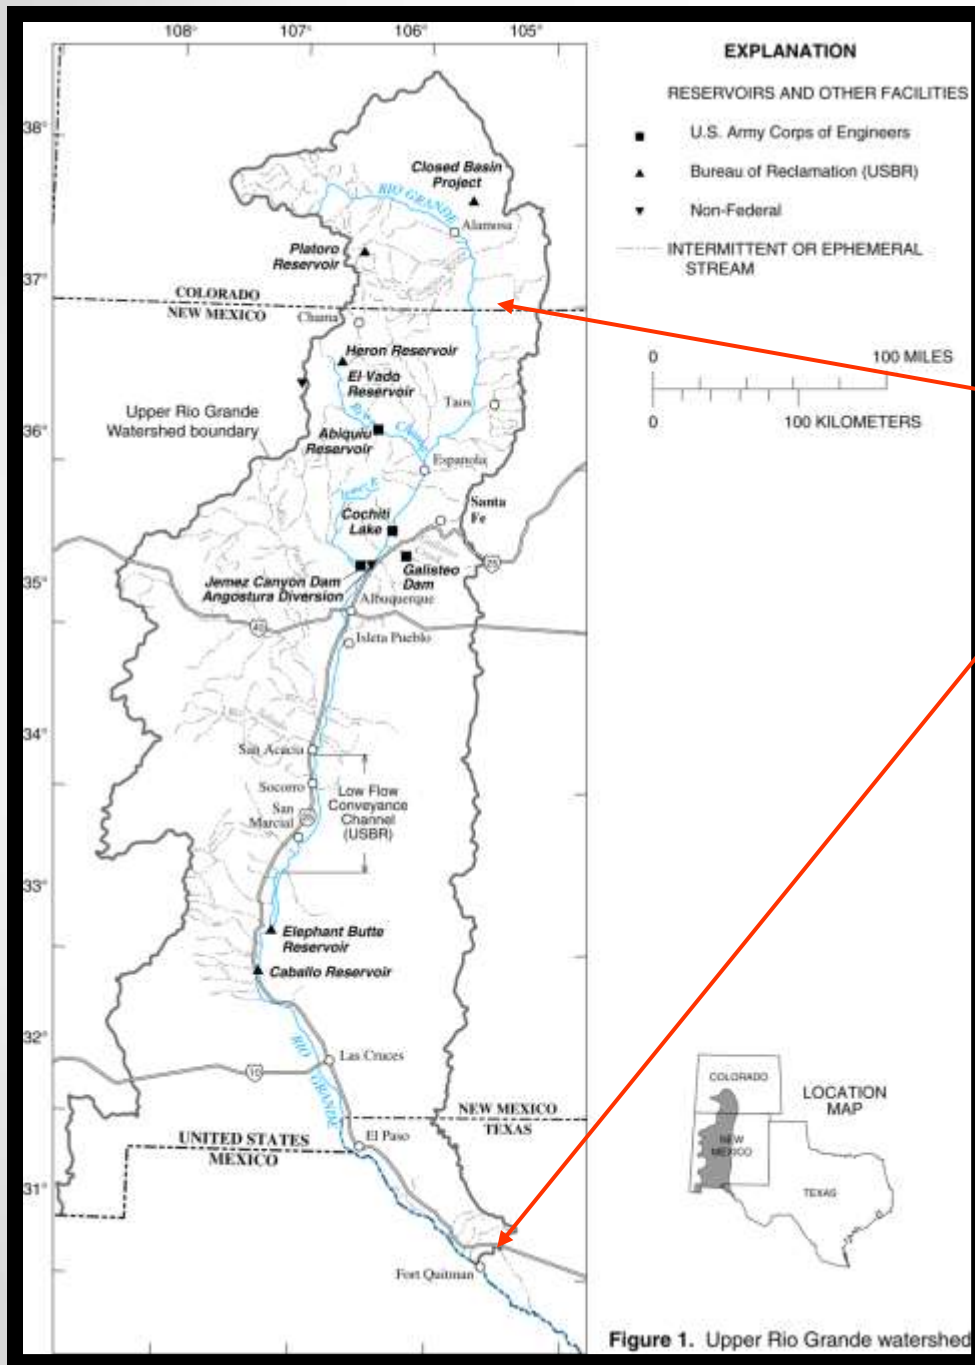 108° 107° 106° 105°
EXPLANATION
RESERVOIRS AND OTHER FACILITIES
U.S. Army Corps of Engineers
Bureau of Reclamation (USBR)
Non-Federal
INTERMITTENT OR EPHEMERAL
STREAM
0 100 MILES
0 100 KILOMETERS
38°
Closed Basin
Project
RIO GRANDE
Alamosa
Platoro
Reservoir
37°
COLORADO
NEW MEXICO
Chama
Heron Reservoir
El Vado
Reservoir
Taos
Upper Rio Grande
Watershed boundary
36°
Abiquiu
Reservoir
Rio Chama
Espanola
Jemez R.
Santa
Fe
Cochiti
Lake
25
Galisteo
Dam
35°
Jemez Canyon Dam
Angostura Diversion
Albuquerque
40
Isleta Pueblo
34°
San Acacia
Socorro
San
Marcial
25
Low Flow
Conveyance
Channel
(USBR)
33°
Elephant Butte
Reservoir
Caballo Reservoir
32°
RIO GRANDE
Las Cruces
10
NEW MEXICO
TEXAS
El Paso
UNITED STATES
MEXICO
31°
Fort Quitman
COLORADO
LOCATION
MAP
NEW
MEXICO
TEXAS
Figure 1. Upper Rio Grande watershed